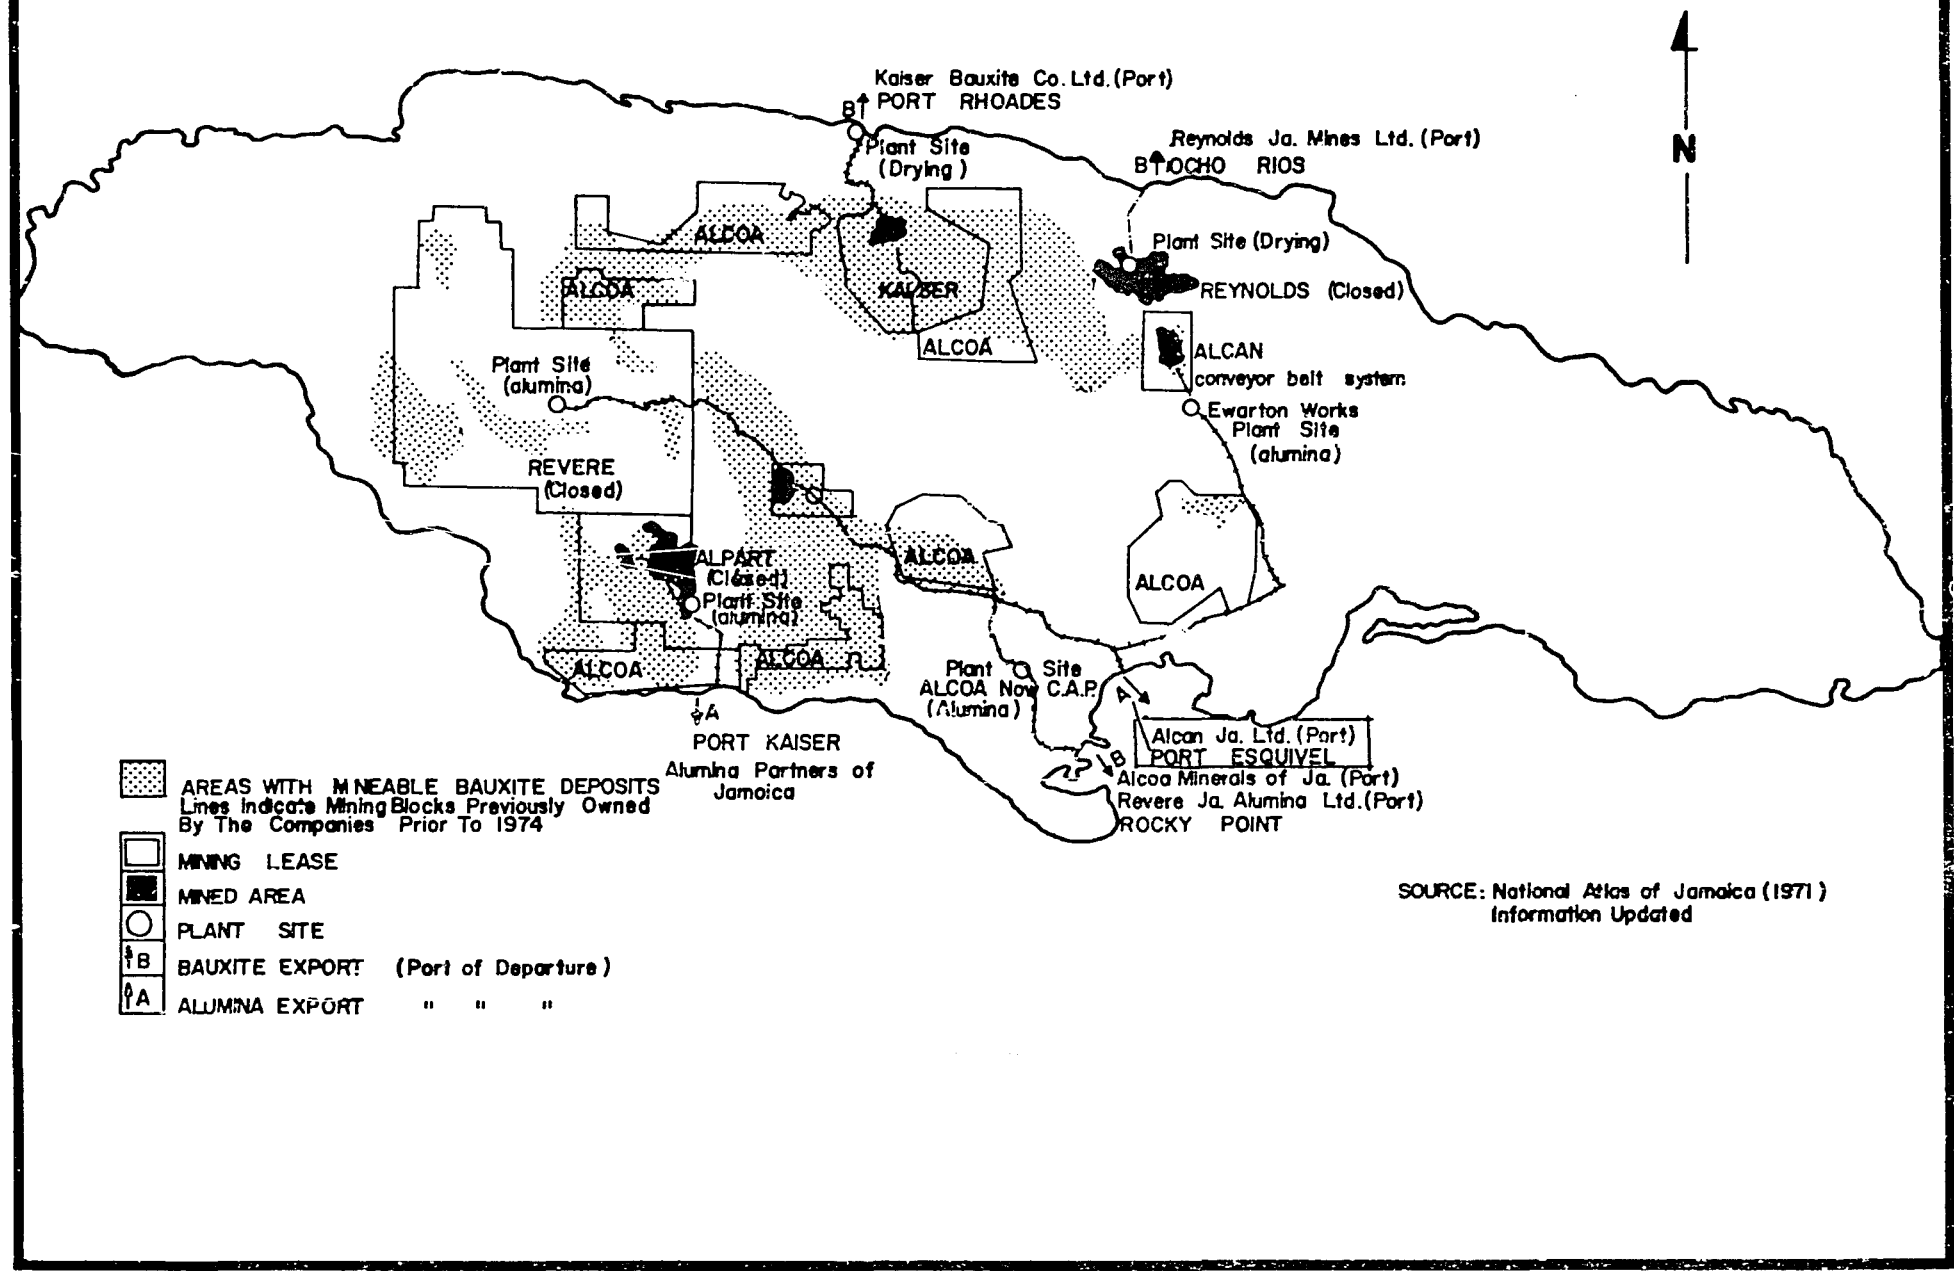 Kaiser Bauxite Co. Ltd. (Port)
B PORT RHOADES
Plant Site
(Drying)
Reynolds Ja. Mines Ltd. (Port)
B OCHO RIOS
N
Plant Site (Drying)
REYNOLDS (Closed)
ALCOA
ALCOA
KAISER
ALCOA
ALCAN
conveyor belt system
Ewarton Works
Plant Site
(alumina)
Plant Site
(alumina)
REVERE
(Closed)
ALPART
(Closed)
Plant Site
(alumina)
ALCOA
ALCOA
ALCOA
ALCOA
Plant Site
ALCOA Now C.A.P.
(Alumina)
A
PORT KAISER
Alumina Partners of
Jamaica
A
Alcan Ja. Ltd. (Port)
PORT ESQUIVEL
B
Alcoa Minerals of Ja. (Port)
Revere Ja. Alumina Ltd. (Port)
ROCKY POINT
AREAS WITH M NEABLE BAUXITE DEPOSITS
Lines Indicate Mining Blocks Previously Owned
By The Companies Prior To 1974
MINING LEASE
MINED AREA
PLANT SITE
B BAUXITE EXPORT (Port of Departure)
A ALUMINA EXPORT " " "
SOURCE: National Atlas of Jamaica (1971)
Information Updated